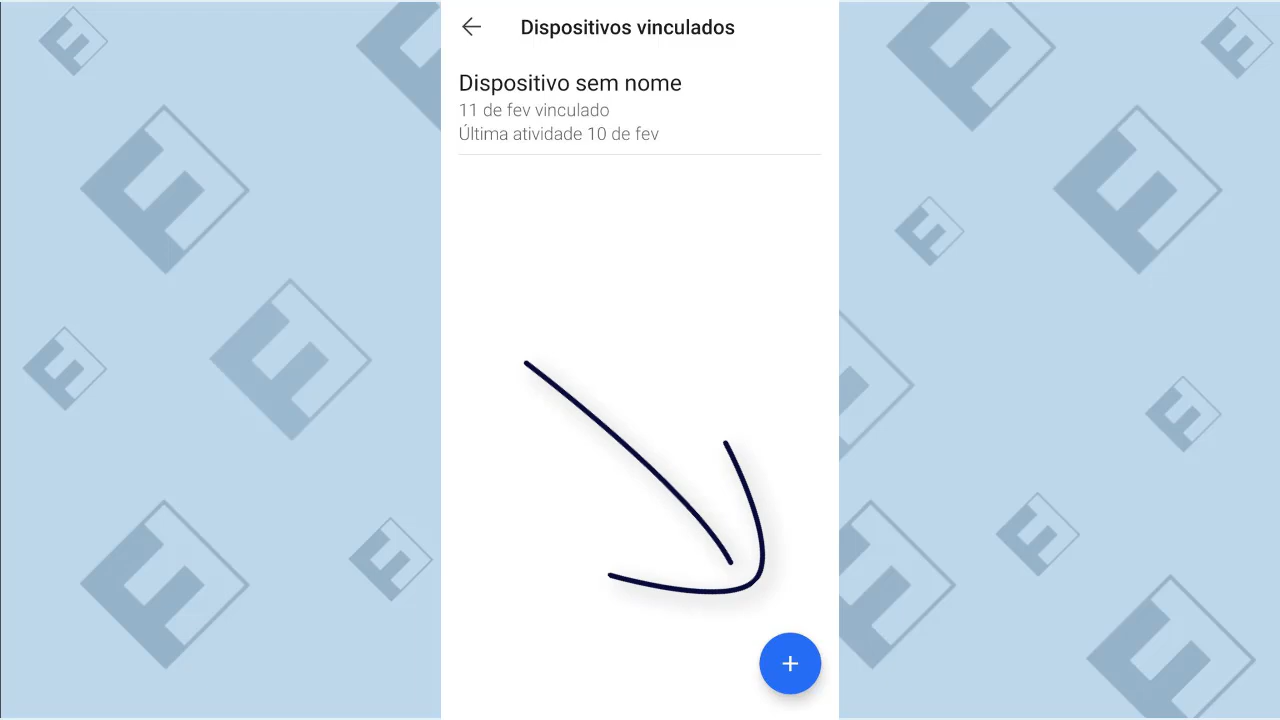 Dispositivos vinculados
Dispositivo sem nome
11 de fev vinculado
Última atividade 10 de fev